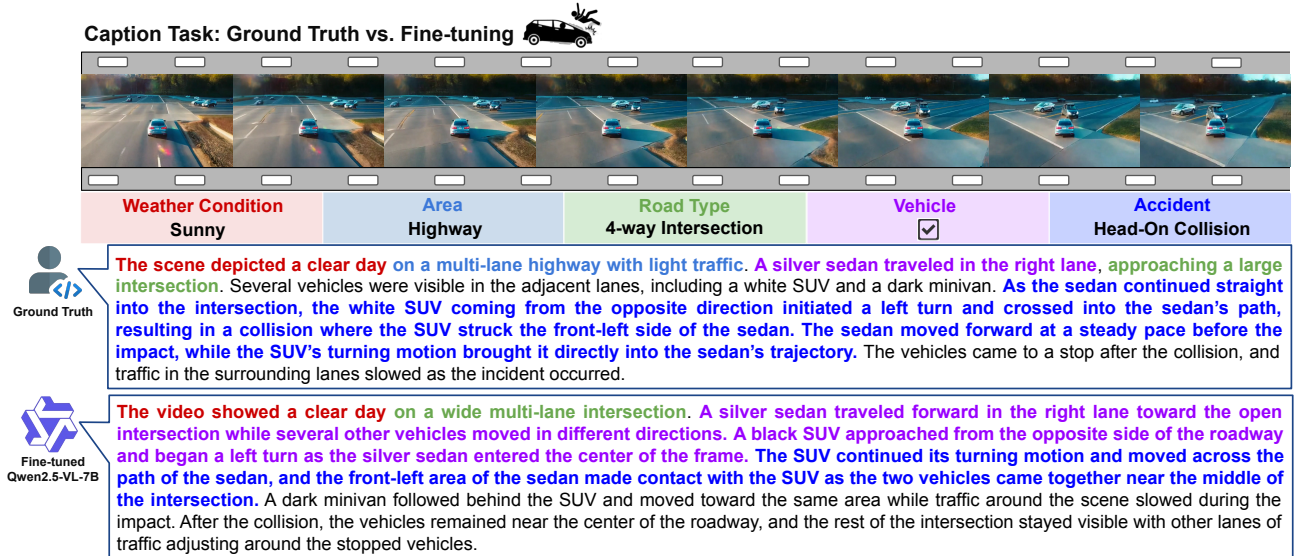 Caption Task: Ground Truth vs. Fine-tuning
Weather Condition
Sunny
Area
Highway
Road Type
4-way Intersection
Vehicle
Accident
Head-On Collision
Ground Truth
The scene depicted a clear day on a multi-lane highway with light traffic. A silver sedan traveled in the right lane, approaching a large
intersection. Several vehicles were visible in the adjacent lanes, including a white SUV and a dark minivan. As the sedan continued straight
into the intersection, the white SUV coming from the opposite direction initiated a left turn and crossed into the sedan's path,
resulting in a collision where the SUV struck the front-left side of the sedan. The sedan moved forward at a steady pace before the
impact, while the SUV's turning motion brought it directly into the sedan's trajectory. The vehicles came to a stop after the collision, and
traffic in the surrounding lanes slowed as the incident occurred.
Fine-tuned
Qwen2.5-VL-7B
The video showed a clear day on a wide multi-lane intersection. A silver sedan traveled forward in the right lane toward the open
intersection while several other vehicles moved in different directions. A black SUV approached from the opposite side of the roadway
and began a left turn as the silver sedan entered the center of the frame. The SUV continued its turning motion and moved across the
path of the sedan, and the front-left area of the sedan made contact with the SUV as the two vehicles came together near the middle of
the intersection. A dark minivan followed behind the SUV and moved toward the same area while traffic around the scene slowed during the
impact. After the collision, the vehicles remained near the center of the roadway, and the rest of the intersection stayed visible with other lanes of
traffic adjusting around the stopped vehicles.